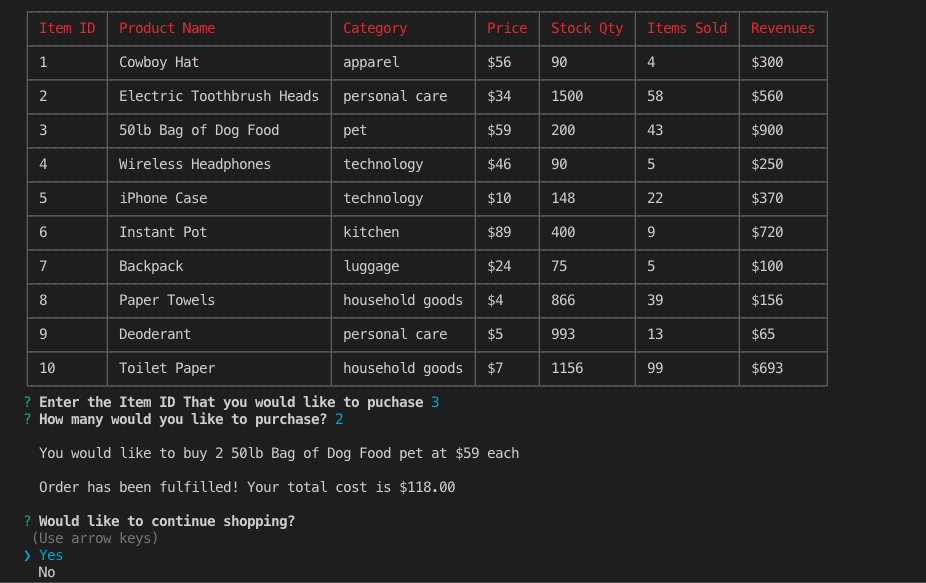 Item ID Product Name Category Price Stock Qty Items Sold Revenues
1 Cowboy Hat apparel $56 90 4 $300
2 Electric Toothbrush Heads personal care $34 1500 58 $560
3 50lb Bag of Dog Food pet $59 200 43 $900
4 Wireless Headphones technology $46 90 5 $250
5 iPhone Case technology $10 148 22 $370
6 Instant Pot kitchen $89 400 9 $720
7 Backpack luggage $24 75 5 $100
8 Paper Towels household goods $4 866 39 $156
9 Deoderant personal care $5 993 13 $65
10 Toilet Paper household goods $7 1156 99 $693
? Enter the Item ID That you would like to puchase 3
? How many would you like to purchase? 2
You would like to buy 2 50lb Bag of Dog Food pet at $59 each
Order has been fulfilled! Your total cost is $118.00
? Would like to continue shopping?
(Use arrow keys)
❯ Yes
No